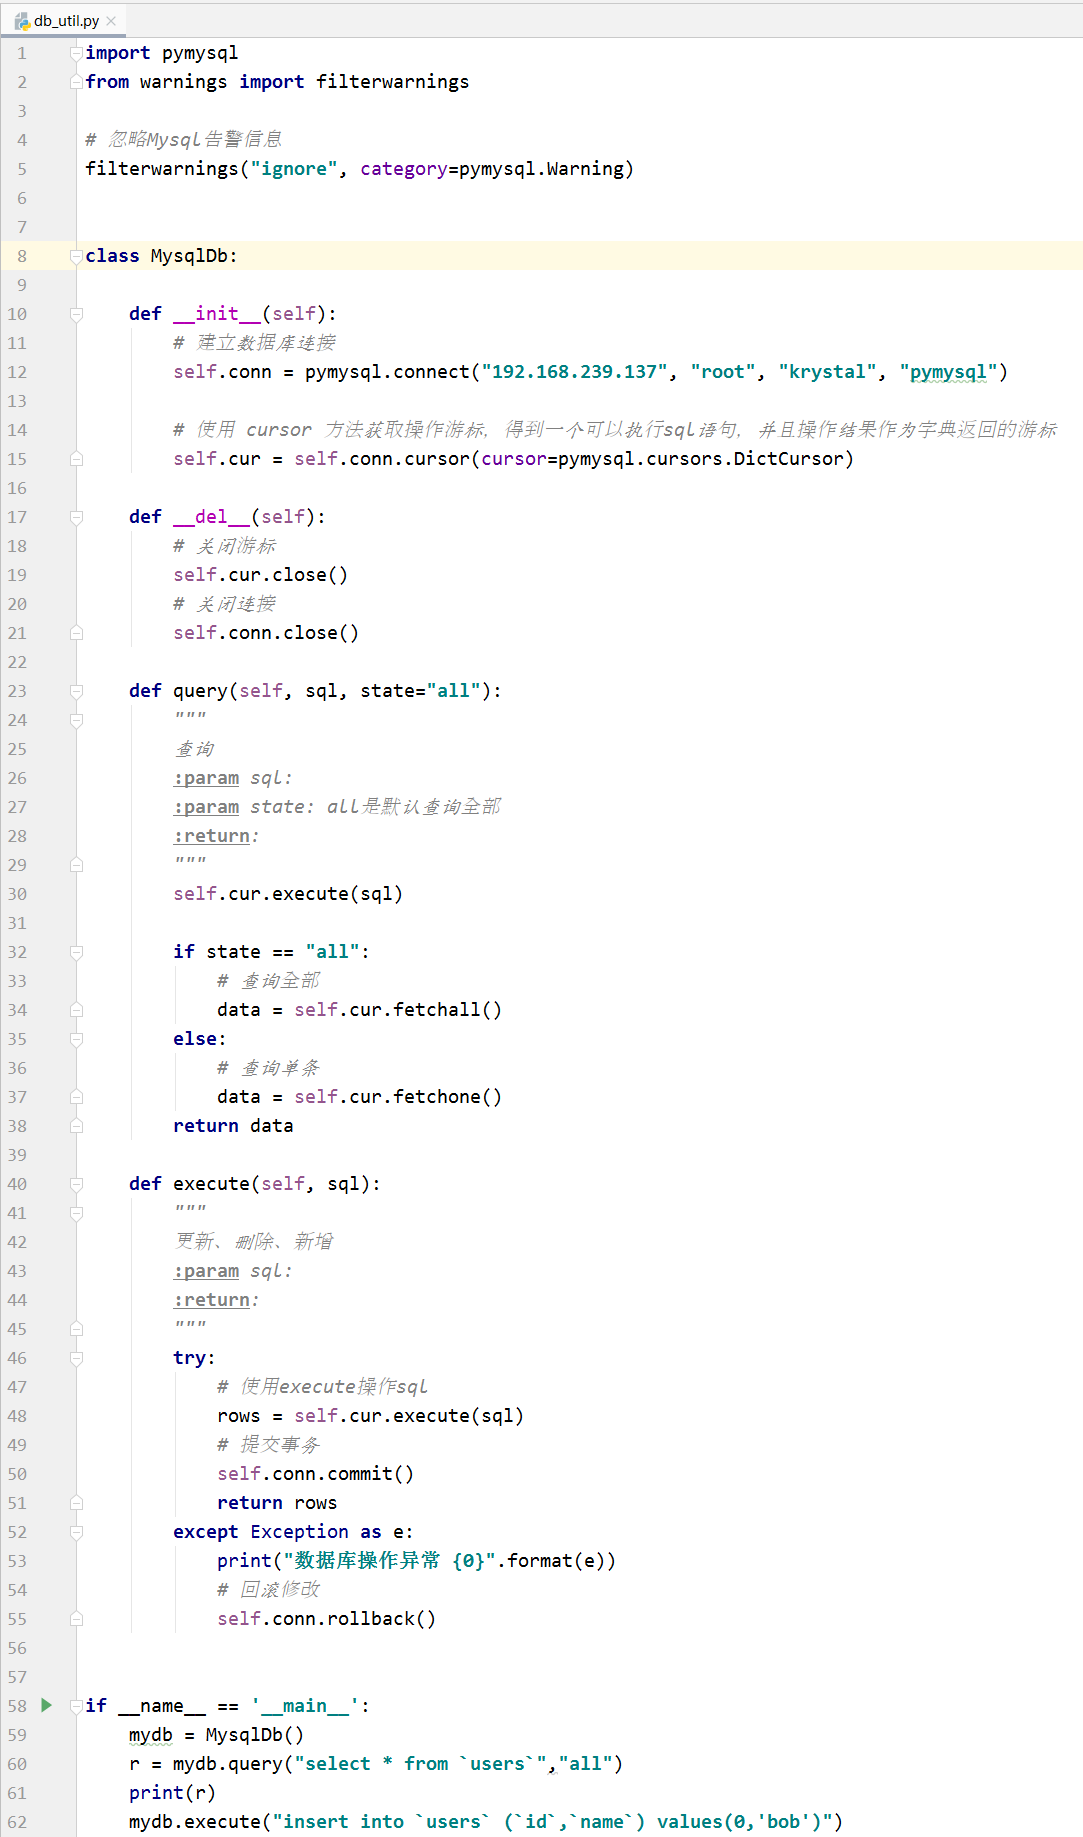 db_util.py
1 import pymysql
2 from warnings import filterwarnings
3
4 # 忽略Mysql告警信息
5 filterwarnings("ignore", category=pymysql.Warning)
6
7
8 class MysqlDb:
9
10     def __init__(self):
11         # 建立数据库连接
12         self.conn = pymysql.connect("192.168.239.137", "root", "krystal", "pymysql")
13
14         # 使用 cursor 方法获取操作游标, 得到一个可以执行sql语句, 并且操作结果作为字典返回的游标
15         self.cur = self.conn.cursor(cursor=pymysql.cursors.DictCursor)
16
17     def __del__(self):
18         # 关闭游标
19         self.cur.close()
20         # 关闭连接
21         self.conn.close()
22
23     def query(self, sql, state="all"):
24         """
25         查询
26         :param sql:
27         :param state: all是默认查询全部
28         :return:
29         """
30         self.cur.execute(sql)
31
32         if state == "all":
33             # 查询全部
34             data = self.cur.fetchall()
35         else:
36             # 查询单条
37             data = self.cur.fetchone()
38         return data
39
40     def execute(self, sql):
41         """
42         更新、删除、新增
43         :param sql:
44         :return:
45         """
46         try:
47             # 使用execute操作sql
48             rows = self.cur.execute(sql)
49             # 提交事务
50             self.conn.commit()
51             return rows
52         except Exception as e:
53             print("数据库操作异常 {0}".format(e))
54             # 回滚修改
55             self.conn.rollback()
56
57
58 if __name__ == '__main__':
59     mydb = MysqlDb()
60     r = mydb.query("select * from `users`","all")
61     print(r)
62     mydb.execute("insert into `users` (`id`,`name`) values(0,'bob')")